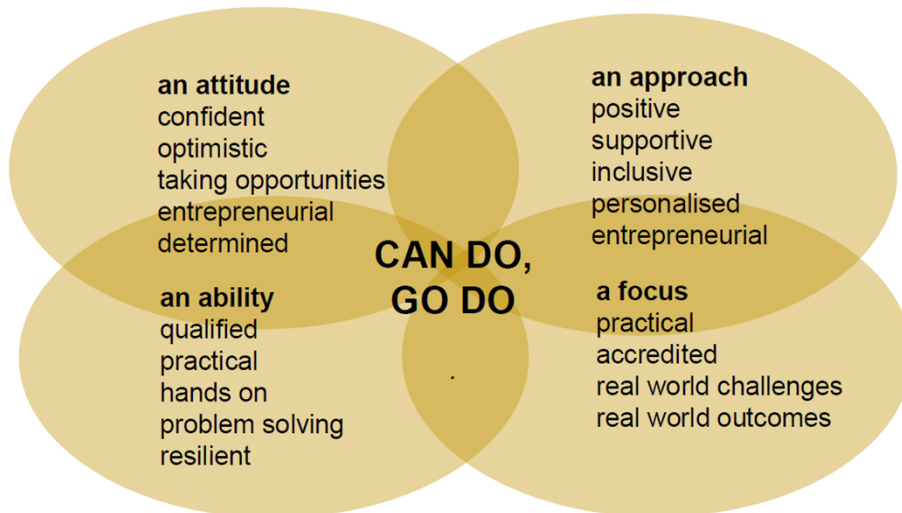 an attitude
confident
optimistic
taking opportunities
entrepreneurial
determined
an approach
positive
supportive
inclusive
personalised
entrepreneurial
CAN DO,
GO DO
an ability
qualified
practical
hands on
problem solving
resilient
a focus
practical
accredited
real world challenges
real world outcomes
.